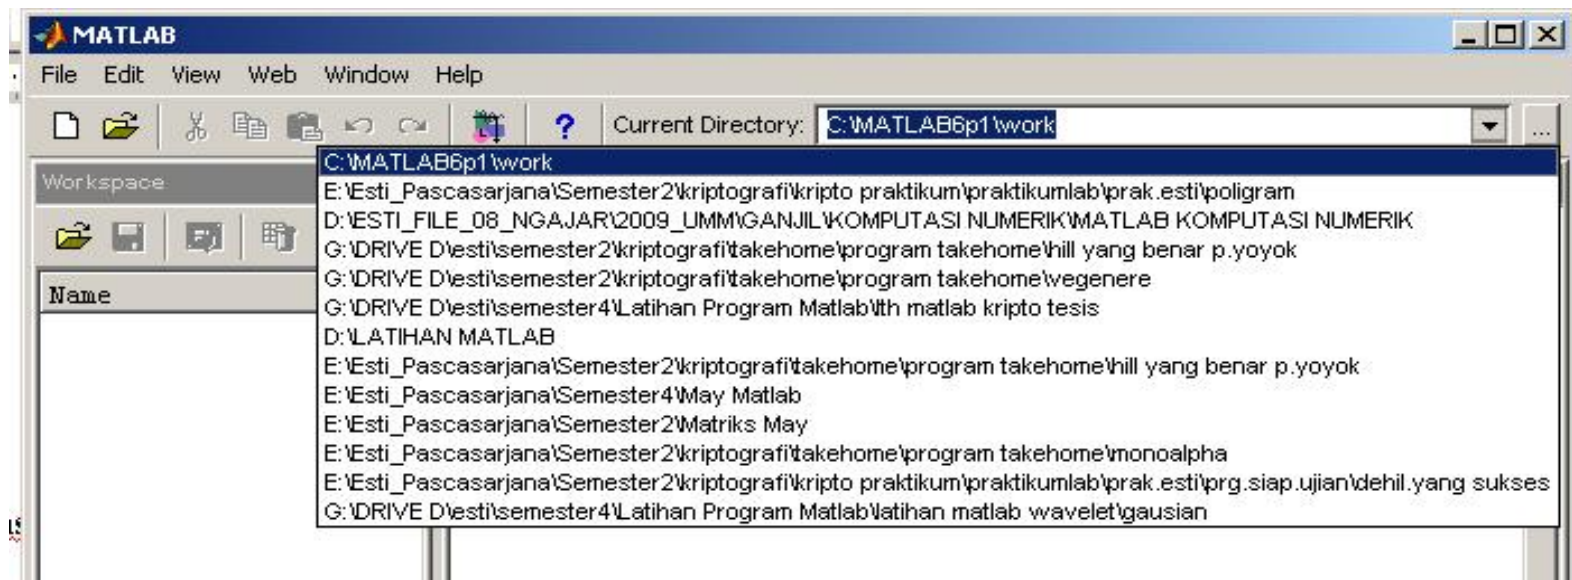 MATLAB
File Edit View Web Window Help
Current Directory: C:\MATLAB6p1\work
...
Workspace
Name
C:\MATLAB6p1\work
E:\Esti_Pascasarjana\Semester2\kriptografi\kripto praktikum\praktikumlab\prak.esti\poligram
D:\ESTI_FILE_08_NGAJAR\2009_UMM\GANJIL\KOMPUTASI NUMERIK\MATLAB KOMPUTASI NUMERIK
G:\DRIVE D\esti\semester2\kriptografi\takehome\program takehome\hill yang benar p.yoyok
G:\DRIVE D\esti\semester2\kriptografi\takehome\program takehome\vegenere
G:\DRIVE D\esti\semester4\Latihan Program Matlab\lth matlab kripto tesis
D:\LATIHAN MATLAB
E:\Esti_Pascasarjana\Semester2\kriptografi\takehome\program takehome\hill yang benar p.yoyok
E:\Esti_Pascasarjana\Semester4\May Matlab
E:\Esti_Pascasarjana\Semester2\Matriks May
E:\Esti_Pascasarjana\Semester2\kriptografi\takehome\program takehome\monoalpha
E:\Esti_Pascasarjana\Semester2\kriptografi\kripto praktikum\praktikumlab\prak.esti\prg.siap.ujian\dehil.yang sukses
G:\DRIVE D\esti\semester4\Latihan Program Matlab\latihan matlab wavelet\gausian